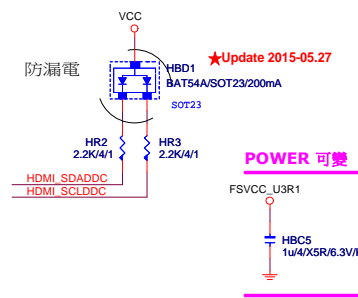 VCC
★Update 2015-05.27
防漏電
HBD1
BAT54A/SOT23/200mA
SOT23
HR2
2.2K/4/1
HR3
2.2K/4/1
HDMI_SDADDC
HDMI_SCLDDC
POWER 可變
FSVCC_U3R1
HBC5
1u/4/X5R/6.3V/